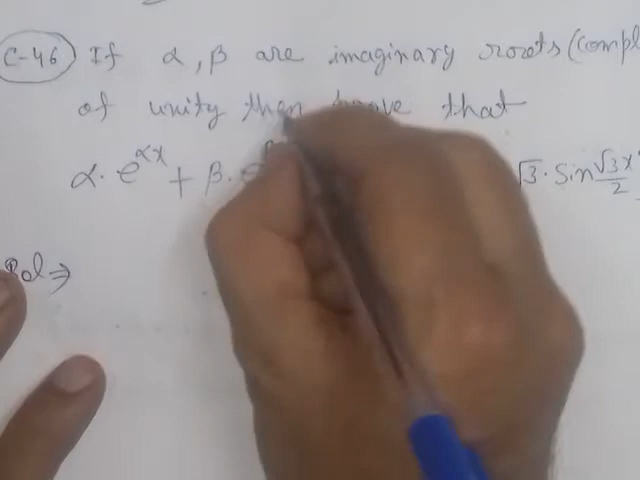 C-46 If α, β are imaginary roots (compl
of unity then prove that
α · e^{αx} + β · e √3 · Sin √3x/2
Sol ⇒